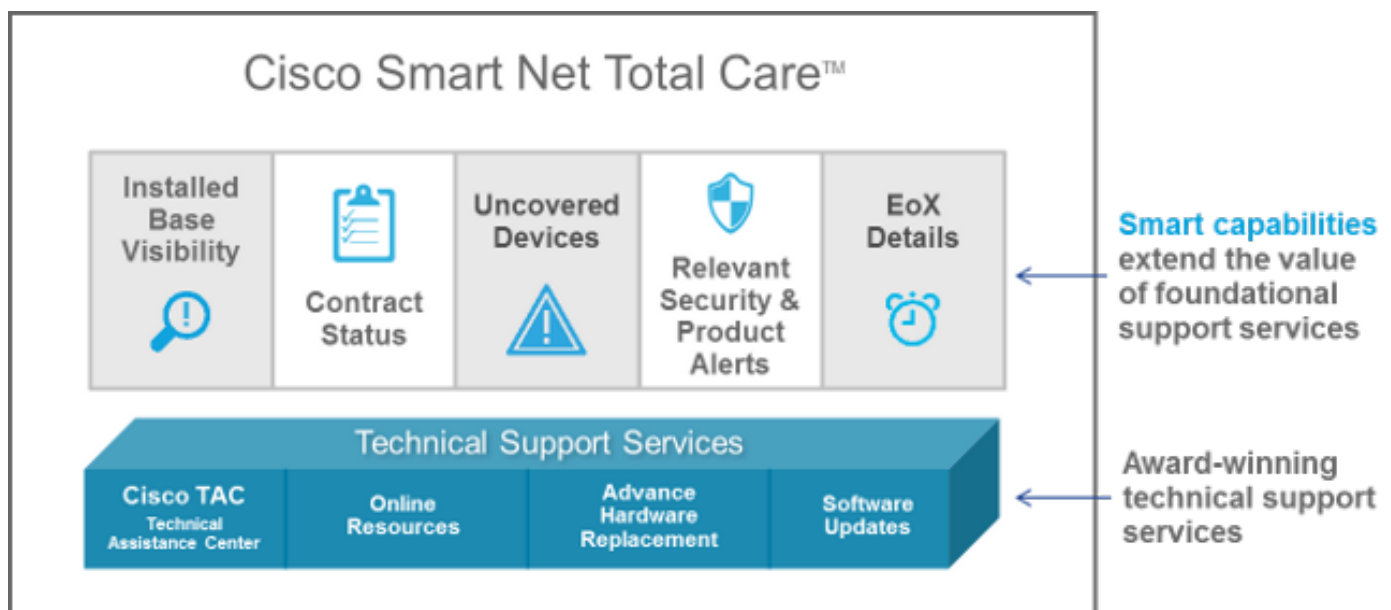 Cisco Smart Net Total Care™
Installed
Base
Visibility
Contract
Status
Uncovered
Devices
Relevant
Security &
Product
Alerts
EoX
Details
Smart capabilities
extend the value
of foundational
support services
Technical Support Services
Cisco TAC
Technical
Assistance Center
Online
Resources
Advance
Hardware
Replacement
Software
Updates
Award-winning
technical support
services